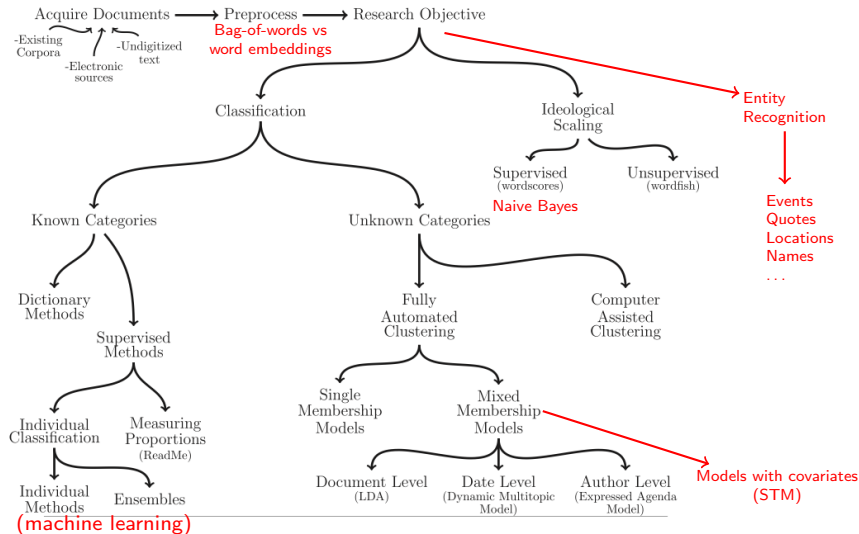 Acquire Documents
Preprocess
Research Objective
-Existing
Corpora
-Electronic
sources
-Undigitized
text
Bag-of-words vs
word embeddings
Classification
Ideological
Scaling
Entity
Recognition
Supervised
(wordscores)
Naive Bayes
Unsupervised
(wordfish)
Events
Quotes
Locations
Names
...
Known Categories
Unknown Categories
Dictionary
Methods
Supervised
Methods
Fully
Automated
Clustering
Computer
Assisted
Clustering
Individual
Classification
Measuring
Proportions
(ReadMe)
Single
Membership
Models
Mixed
Membership
Models
Models with covariates
(STM)
Individual
Methods
(machine learning)
Ensembles
Document Level
(LDA)
Date Level
(Dynamic Multitopic
Model)
Author Level
(Expressed Agenda
Model)